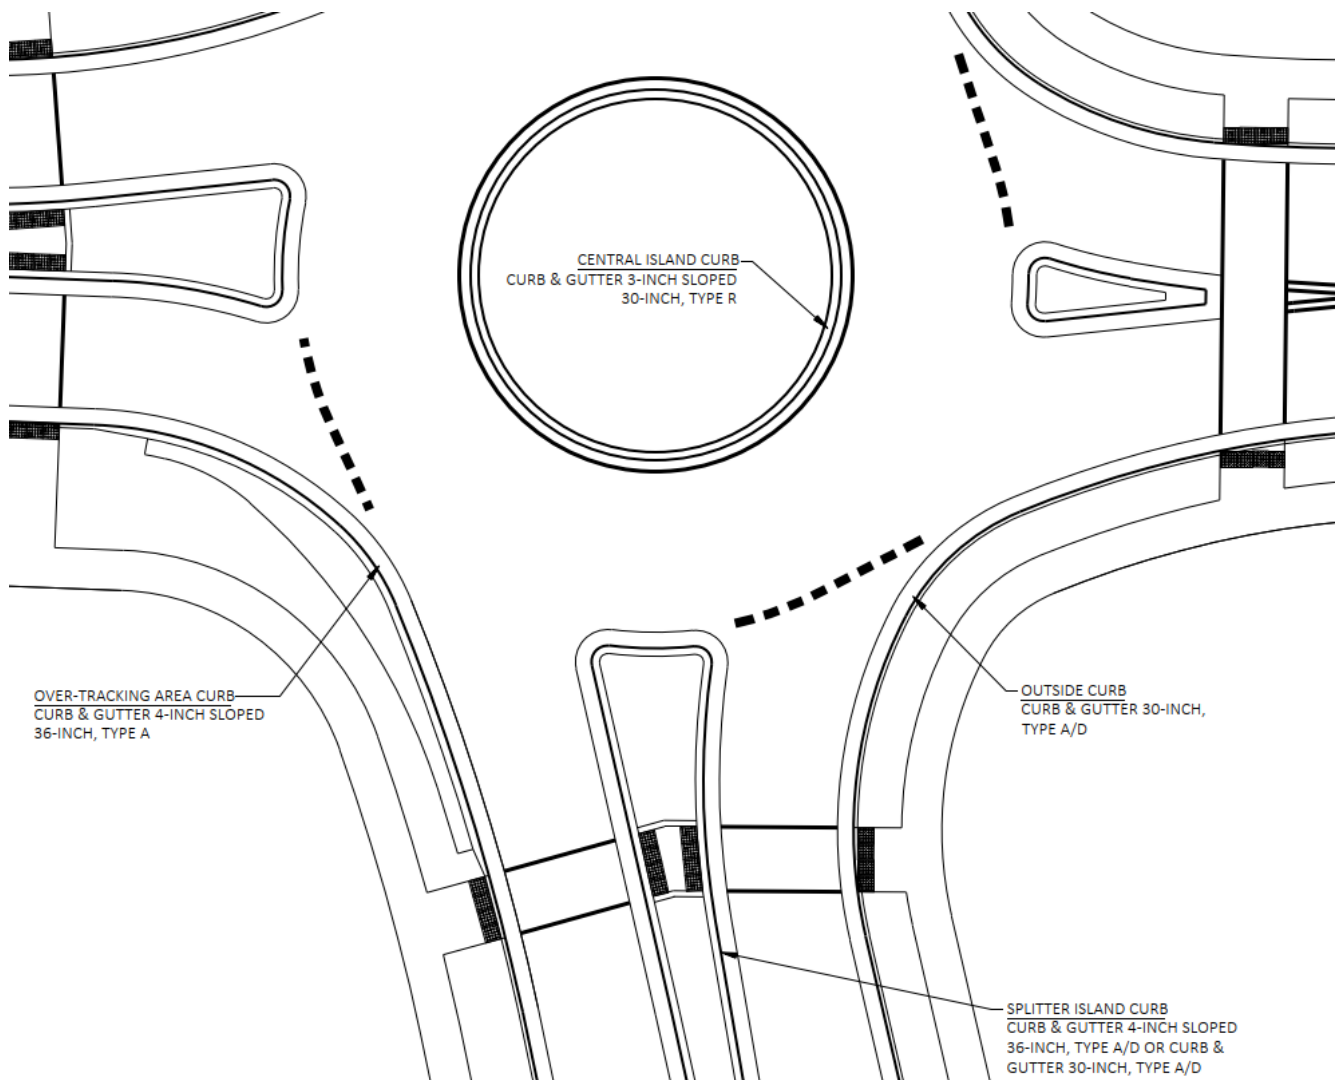 CENTRAL ISLAND CURB
CURB & GUTTER 3-INCH SLOPED
30-INCH, TYPE R
OVER-TRACKING AREA CURB
CURB & GUTTER 4-INCH SLOPED
36-INCH, TYPE A
OUTSIDE CURB
CURB & GUTTER 30-INCH,
TYPE A/D
SPLITTER ISLAND CURB
CURB & GUTTER 4-INCH SLOPED
36-INCH, TYPE A/D OR CURB &
GUTTER 30-INCH, TYPE A/D